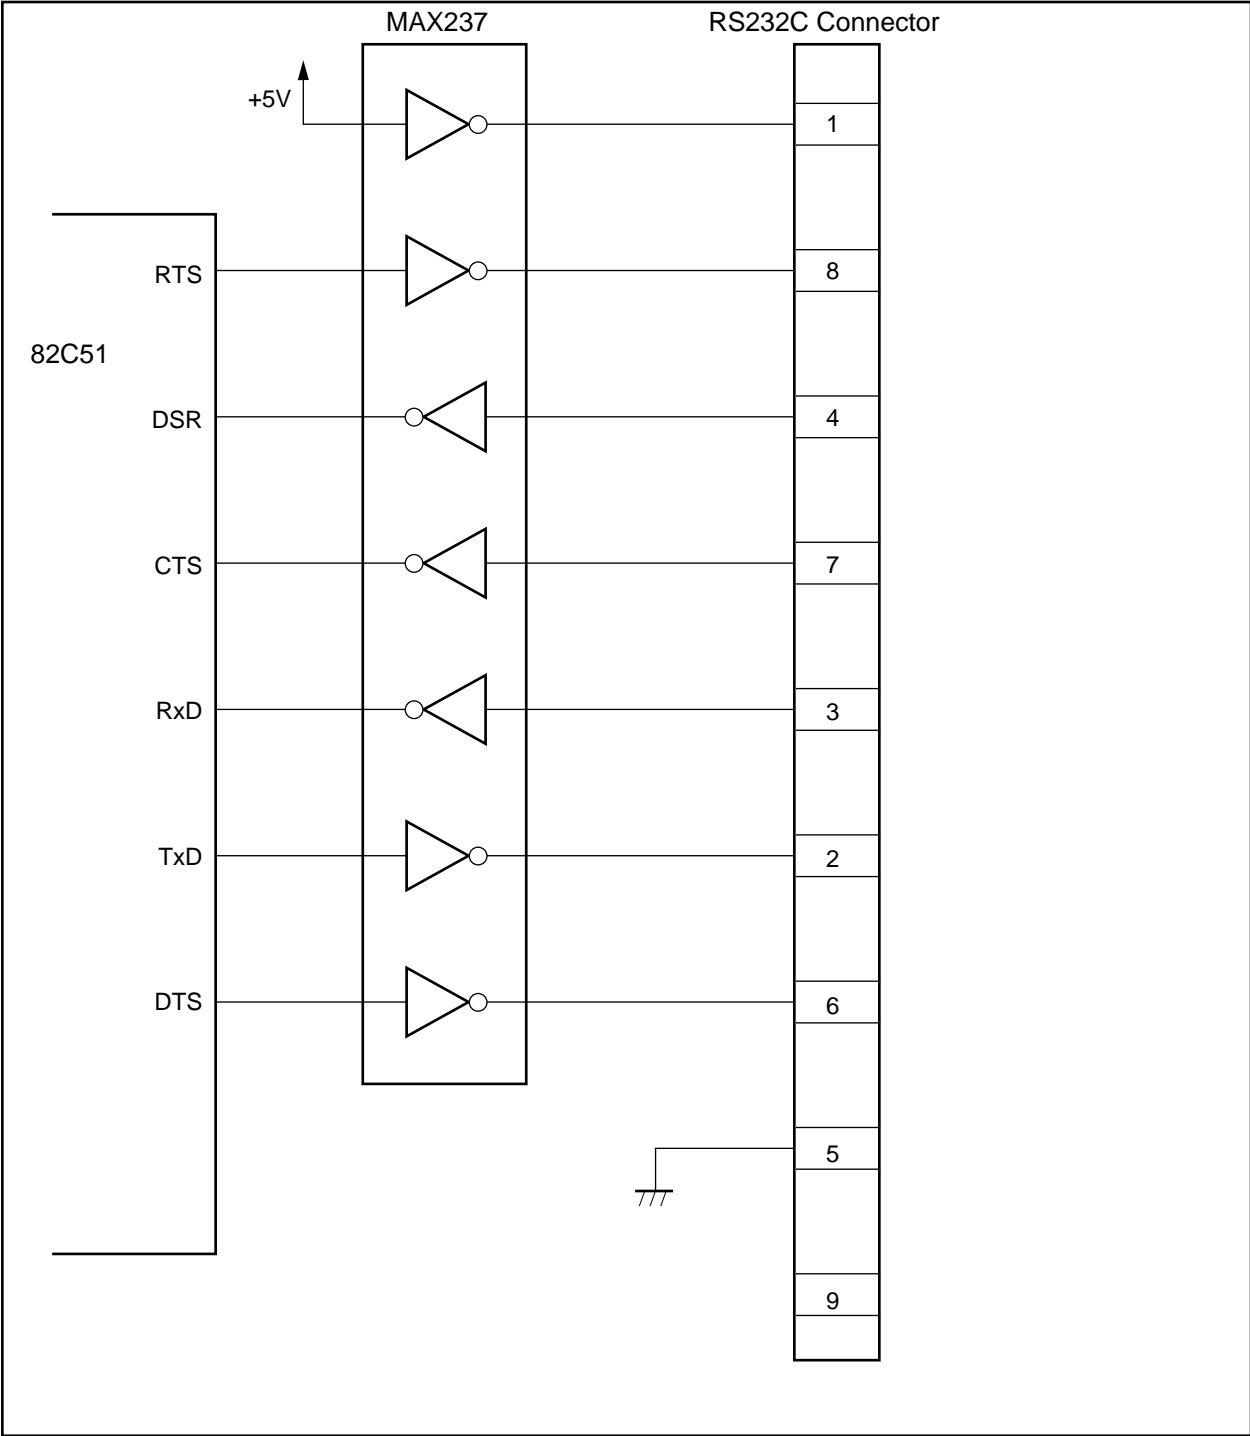 MAX237
RS232C Connector
+5V
1
RTS
8
82C51
DSR
4
CTS
7
RxD
3
TxD
2
DTS
6
5
9